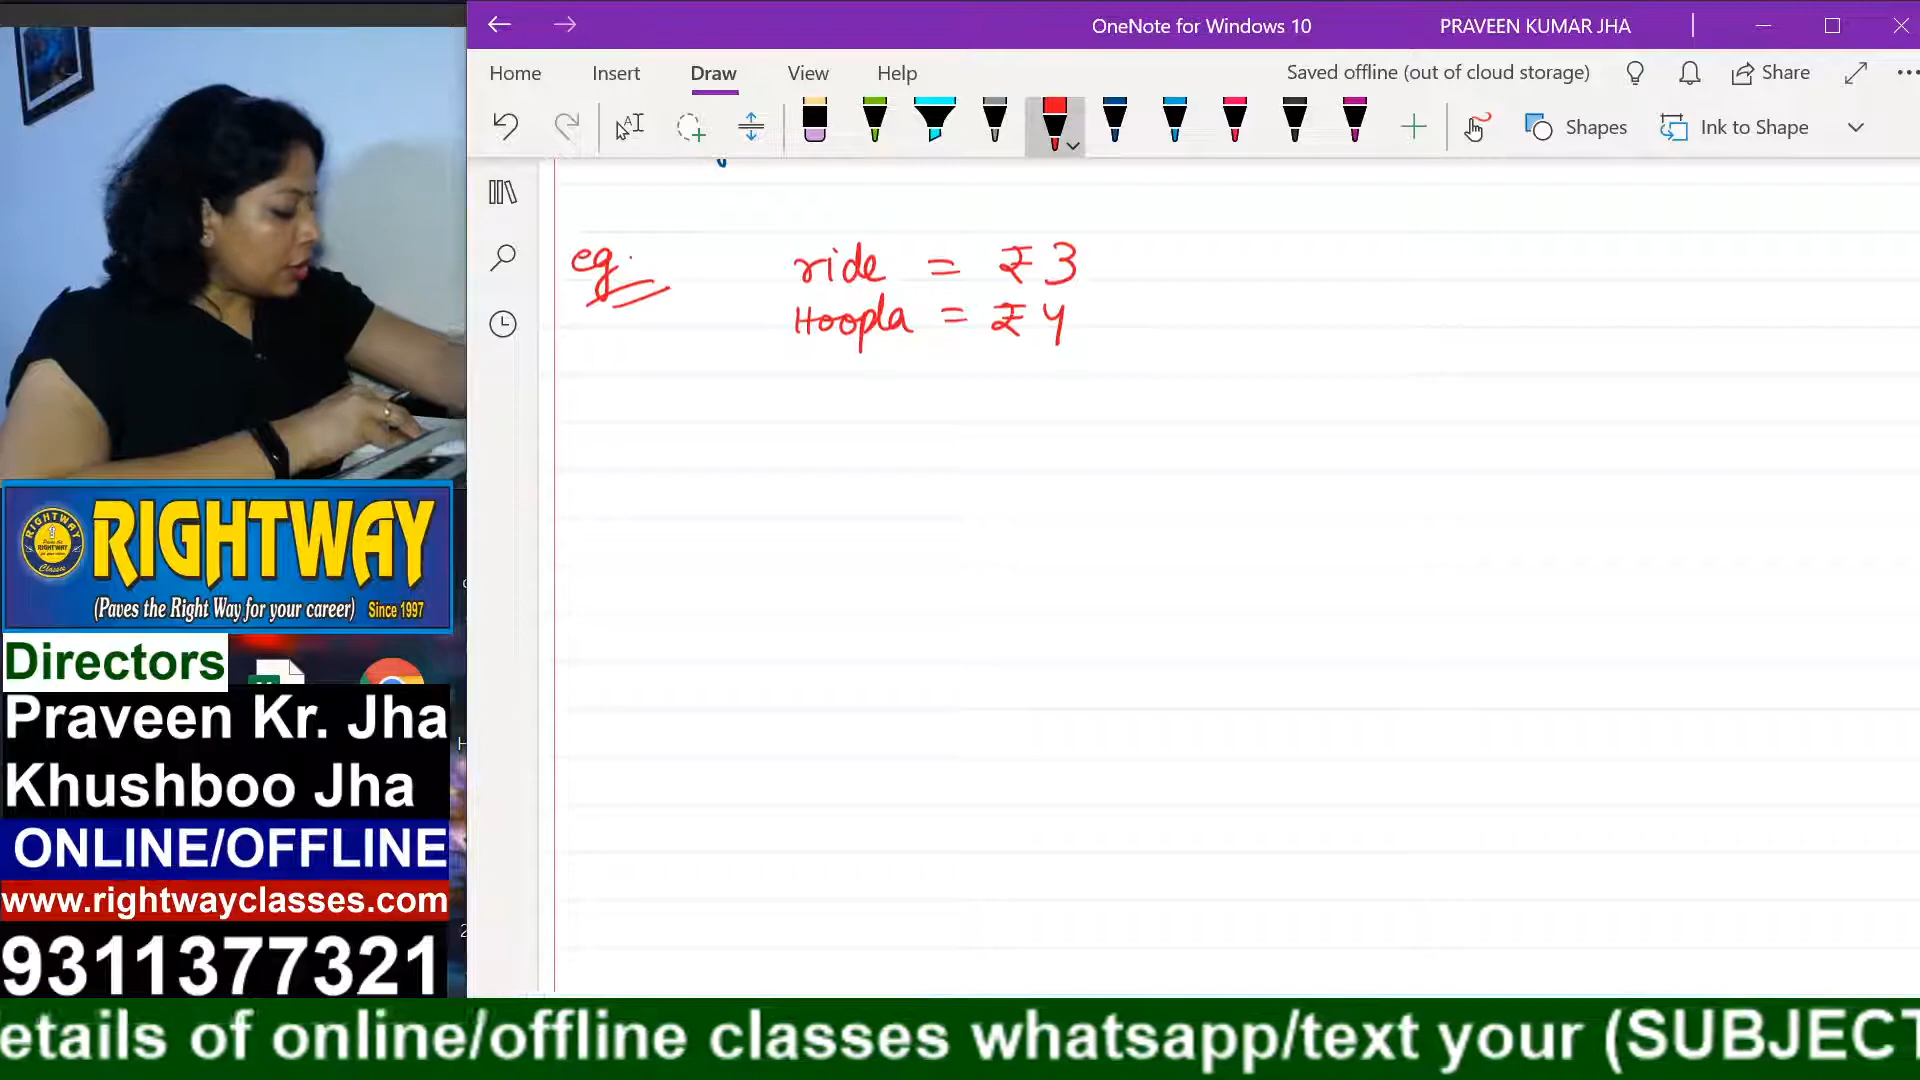 OneNote for Windows 10 PRAVEEN KUMAR JHA
Home Insert Draw View Help Saved offline (out of cloud storage) Share
Shapes Ink to Shape
eg. ride = ₹ 3
Hoopla = ₹ 4
RIGHTWAY
(Paves the Right Way for your career) Since 1997
Directors
Praveen Kr. Jha
Khushboo Jha
ONLINE/OFFLINE
www.rightwayclasses.com
9311377321
etails of online/offline classes whatsapp/text your (SUBJECT